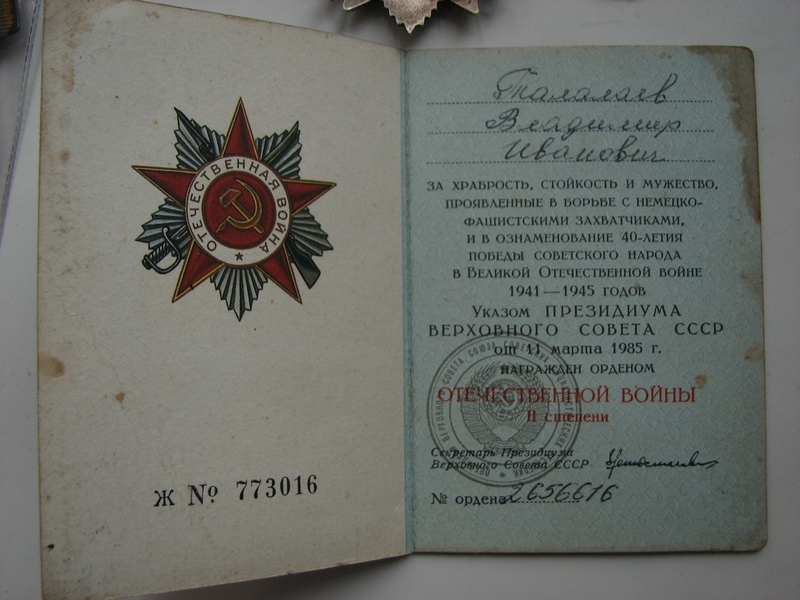 ОТЕЧЕСТВЕННАЯ ВОЙНА
Ж № 773016
Владимир
Иванович
ЗА ХРАБРОСТЬ, СТОЙКОСТЬ И МУЖЕСТВО,
ПРОЯВЛЕННЫЕ В БОРЬБЕ С НЕМЕЦКО-
ФАШИСТСКИМИ ЗАХВАТЧИКАМИ,
И В ОЗНАМЕНОВАНИЕ 40-ЛЕТИЯ
ПОБЕДЫ СОВЕТСКОГО НАРОДА
В ВЕЛИКОЙ ОТЕЧЕСТВЕННОЙ ВОЙНЕ
1941—1945 ГОДОВ
УКАЗОМ ПРЕЗИДИУМА
ВЕРХОВНОГО СОВЕТА СССР
от 11 марта 1985 г.
НАГРАЖДЕН ОРДЕНОМ
ОТЕЧЕСТВЕННОЙ ВОЙНЫ
II степени
Секретарь Президиума
Верховного Совета СССР
№ ордена 2656616